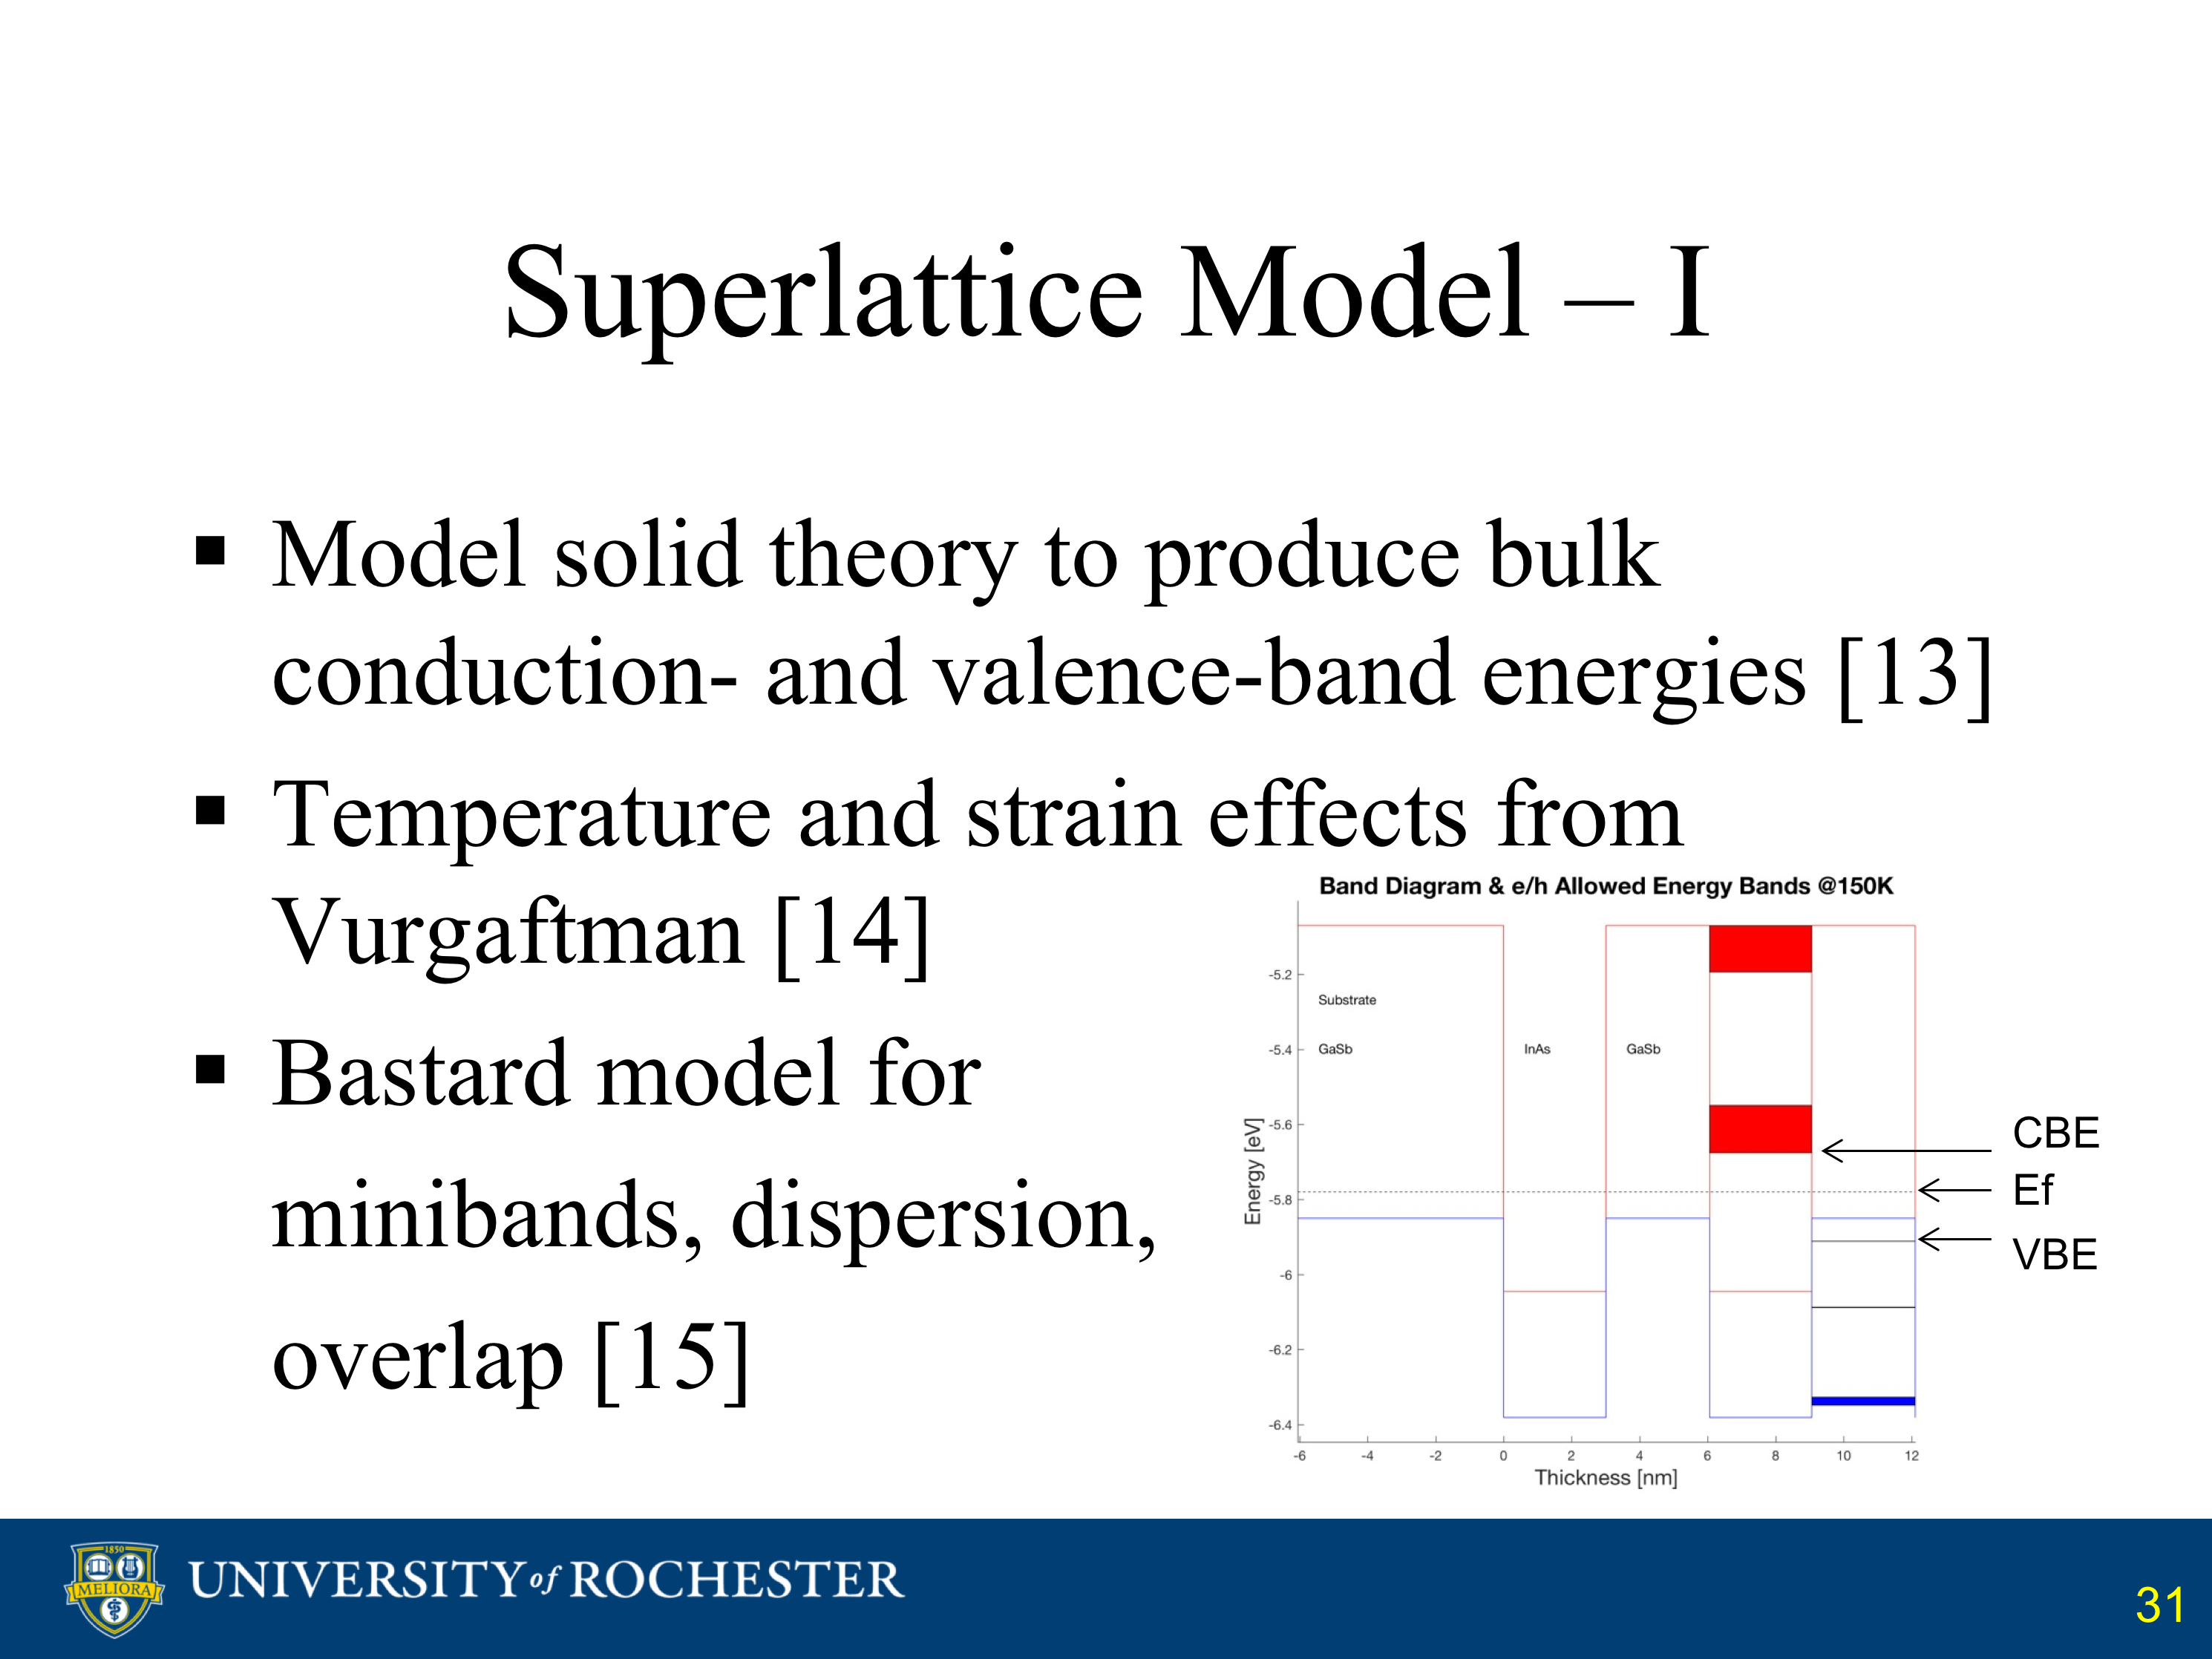 Superlattice Model – I
▪ Model solid theory to produce bulk
conduction- and valence-band energies [13]
▪ Temperature and strain effects from
Vurgaftman [14]
▪ Bastard model for
minibands, dispersion,
overlap [15]
Band Diagram & e/h Allowed Energy Bands @150K
Energy [eV]
-5.2
-5.4
-5.6
-5.8
-6
-6.2
-6.4
Substrate
GaSb
InAs
GaSb
CBE
Ef
VBE
-6 -4 -2 0 2 4 6 8 10 12
Thickness [nm]
1850
MELIORA
UNIVERSITY of ROCHESTER
31